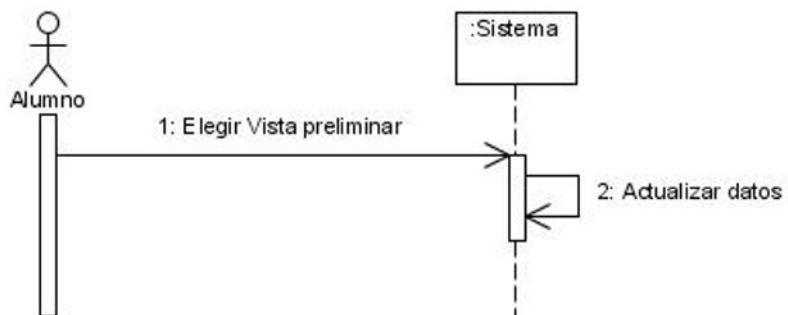 :Sistema
Alumno
1: Elegir Vista preliminar
2: Actualizar datos